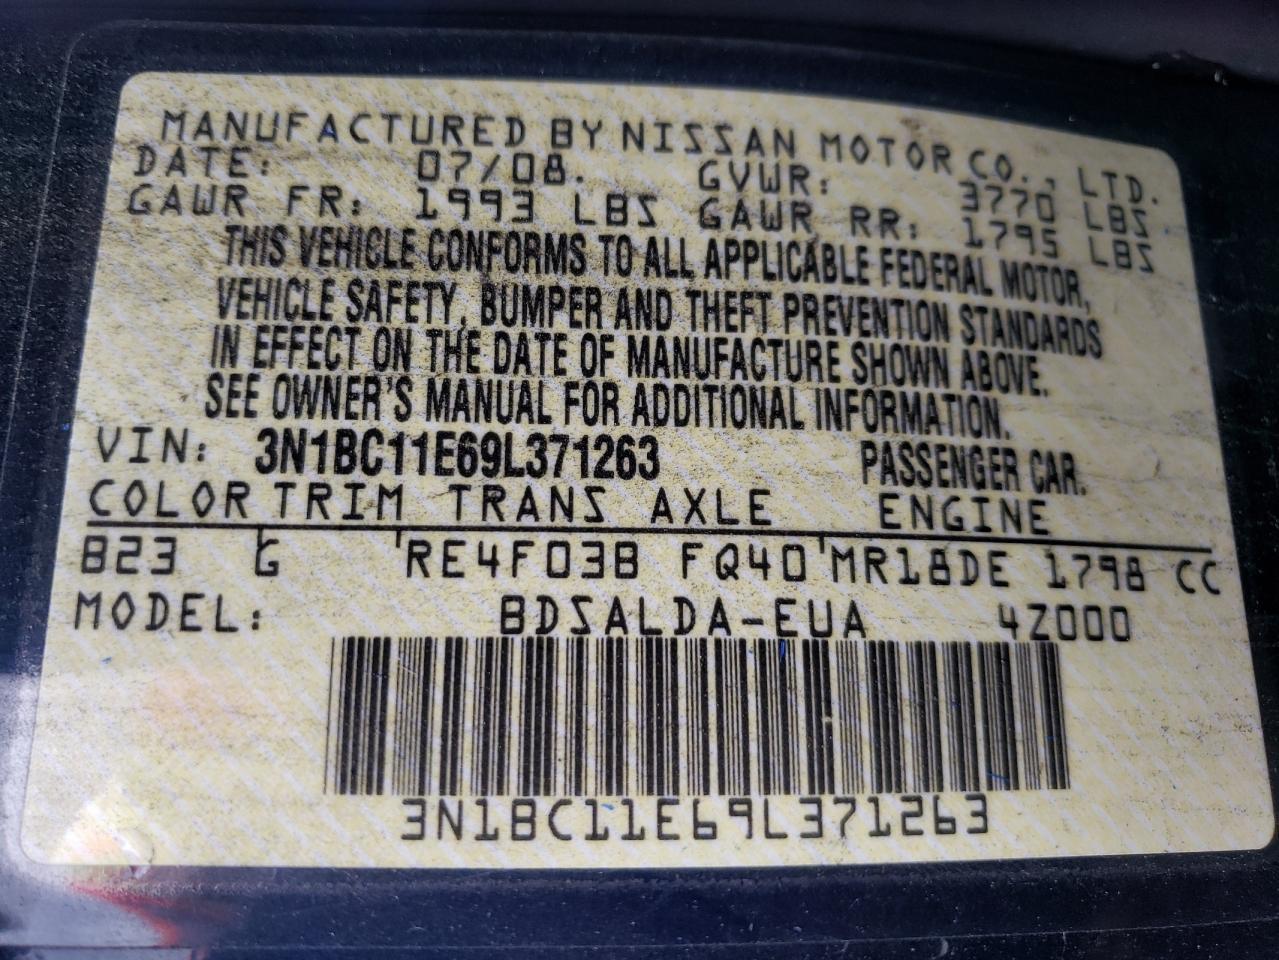 MANUFACTURED BY NISSAN MOTOR CO., LTD.
DATE: 07/08. GVWR: 3770 LBS
GAWR FR: 1993 LBS GAWR RR: 1795 LBS
THIS VEHICLE CONFORMS TO ALL APPLICABLE FEDERAL MOTOR,
VEHICLE SAFETY, BUMPER AND THEFT PREVENTION STANDARDS
IN EFFECT ON THE DATE OF MANUFACTURE SHOWN ABOVE.
SEE OWNER'S MANUAL FOR ADDITIONAL INFORMATION.
VIN: 3N1BC11E69L371263 PASSENGER CAR.
COLOR TRIM TRANS AXLE ENGINE
B23 G RE4F03B FQ40 MR18DE 1798 CC
MODEL: BDSALDA-EUA 4Z000
3N1BC11E69L371263